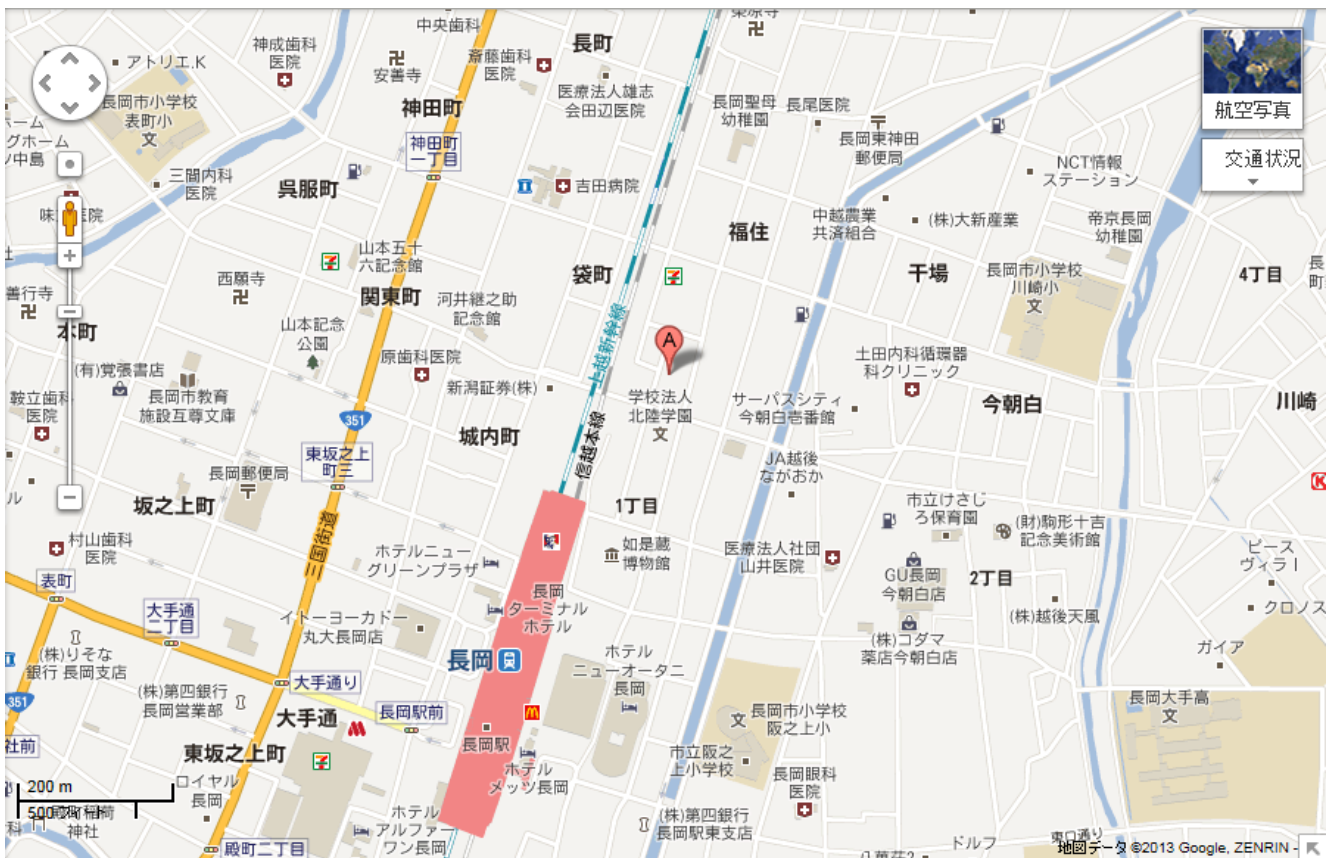 中央歯科
アトリエ.K
神成歯科
医院
卍
安善寺
斎藤歯科
医院
長町
医療法人雄志
会田辺医院
卍
長岡市小学校
表町小
文
神田町
神田町
一丁目
長岡聖母
幼稚園
長尾医院
長岡東神田
郵便局
航空写真
交通状況
NCT情報
ステーション
三間内科
医院
呉服町
吉田病院
福住
中越農業
共済組合
(株)大新産業
帝京長岡
幼稚園
山本五十
六記念館
西願寺
卍
関東町
袋町
河井継之助
記念館
干場
長岡市小学校
川崎小
文
4丁目
善行寺
卍
本町
山本記念
公園
原歯科医院
上越新幹線
A
土田内科循環器
科クリニック
(有)覚張書店
長岡市教育
施設互尊文庫
新潟証券(株)
学校法人
北陸学園
文
サーパスシティ
今朝白壱番館
今朝白
川崎
鞍立歯科
医院
351
城内町
信越本線
東坂之上
町三
JA越後
ながおか
長岡郵便局
坂之上町
1丁目
市立けさじ
ろ保育園
(財)駒形十吉
記念美術館
K
村山歯科
医院
三国街道
ホテルニュー
グリーンプラザ
如是蔵
博物館
医療法人社団
山井医院
GU長岡
今朝白店
2丁目
ピース
ヴィラI
表町
大手通
二丁目
イトーヨーカドー
丸大長岡店
長岡
ターミナル
ホテル
(株)越後天風
クロノス
(株)コダマ
薬店今朝白店
ガイア
(株)りそな
銀行 長岡支店
長岡
ホテル
ニューオータニ
長岡
351
大手通り
(株)第四銀行
長岡営業部
大手通
長岡駅前
長岡市小学校
阪之上小
文
長岡大手高
文
社前
東坂之上町
長岡駅
ホテル
メッツ長岡
市立阪之
上小学校
長岡眼科
医院
200 m
ロイヤル
長岡
神社
ホテル
アルファー
ワン長岡
(株)第四銀行
長岡駅東支店
殿町二丁目
ドルフ
東口通り
地図データ ©2013 Google, ZENRIN -